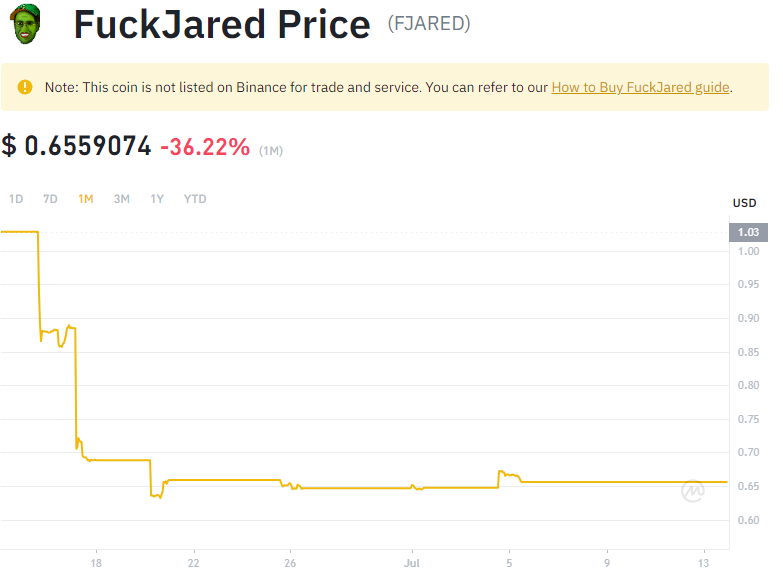 FuckJared Price (FJARED)
Note: This coin is not listed on Binance for trade and service. You can refer to our How to Buy FuckJared guide.
$ 0.6559074 -36.22% (1M)
1D 7D 1M 3M 1Y YTD
USD
1.03
1.00
0.95
0.90
0.85
0.80
0.75
0.70
0.65
0.60
18 22 26 Jul 5 9 13